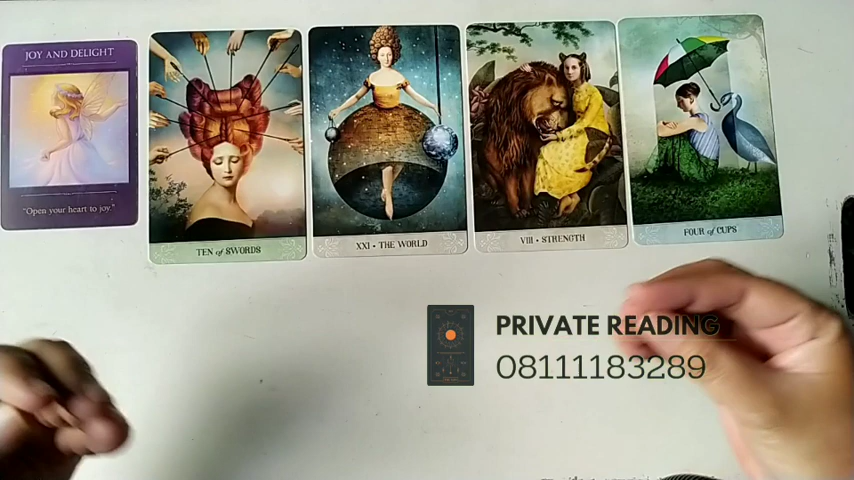 JOY AND DELIGHT
"Open your heart to joy."
TEN of SWORDS
XXI • THE WORLD
VIII • STRENGTH
FOUR of CUPS
PRIVATE READING
08111183289